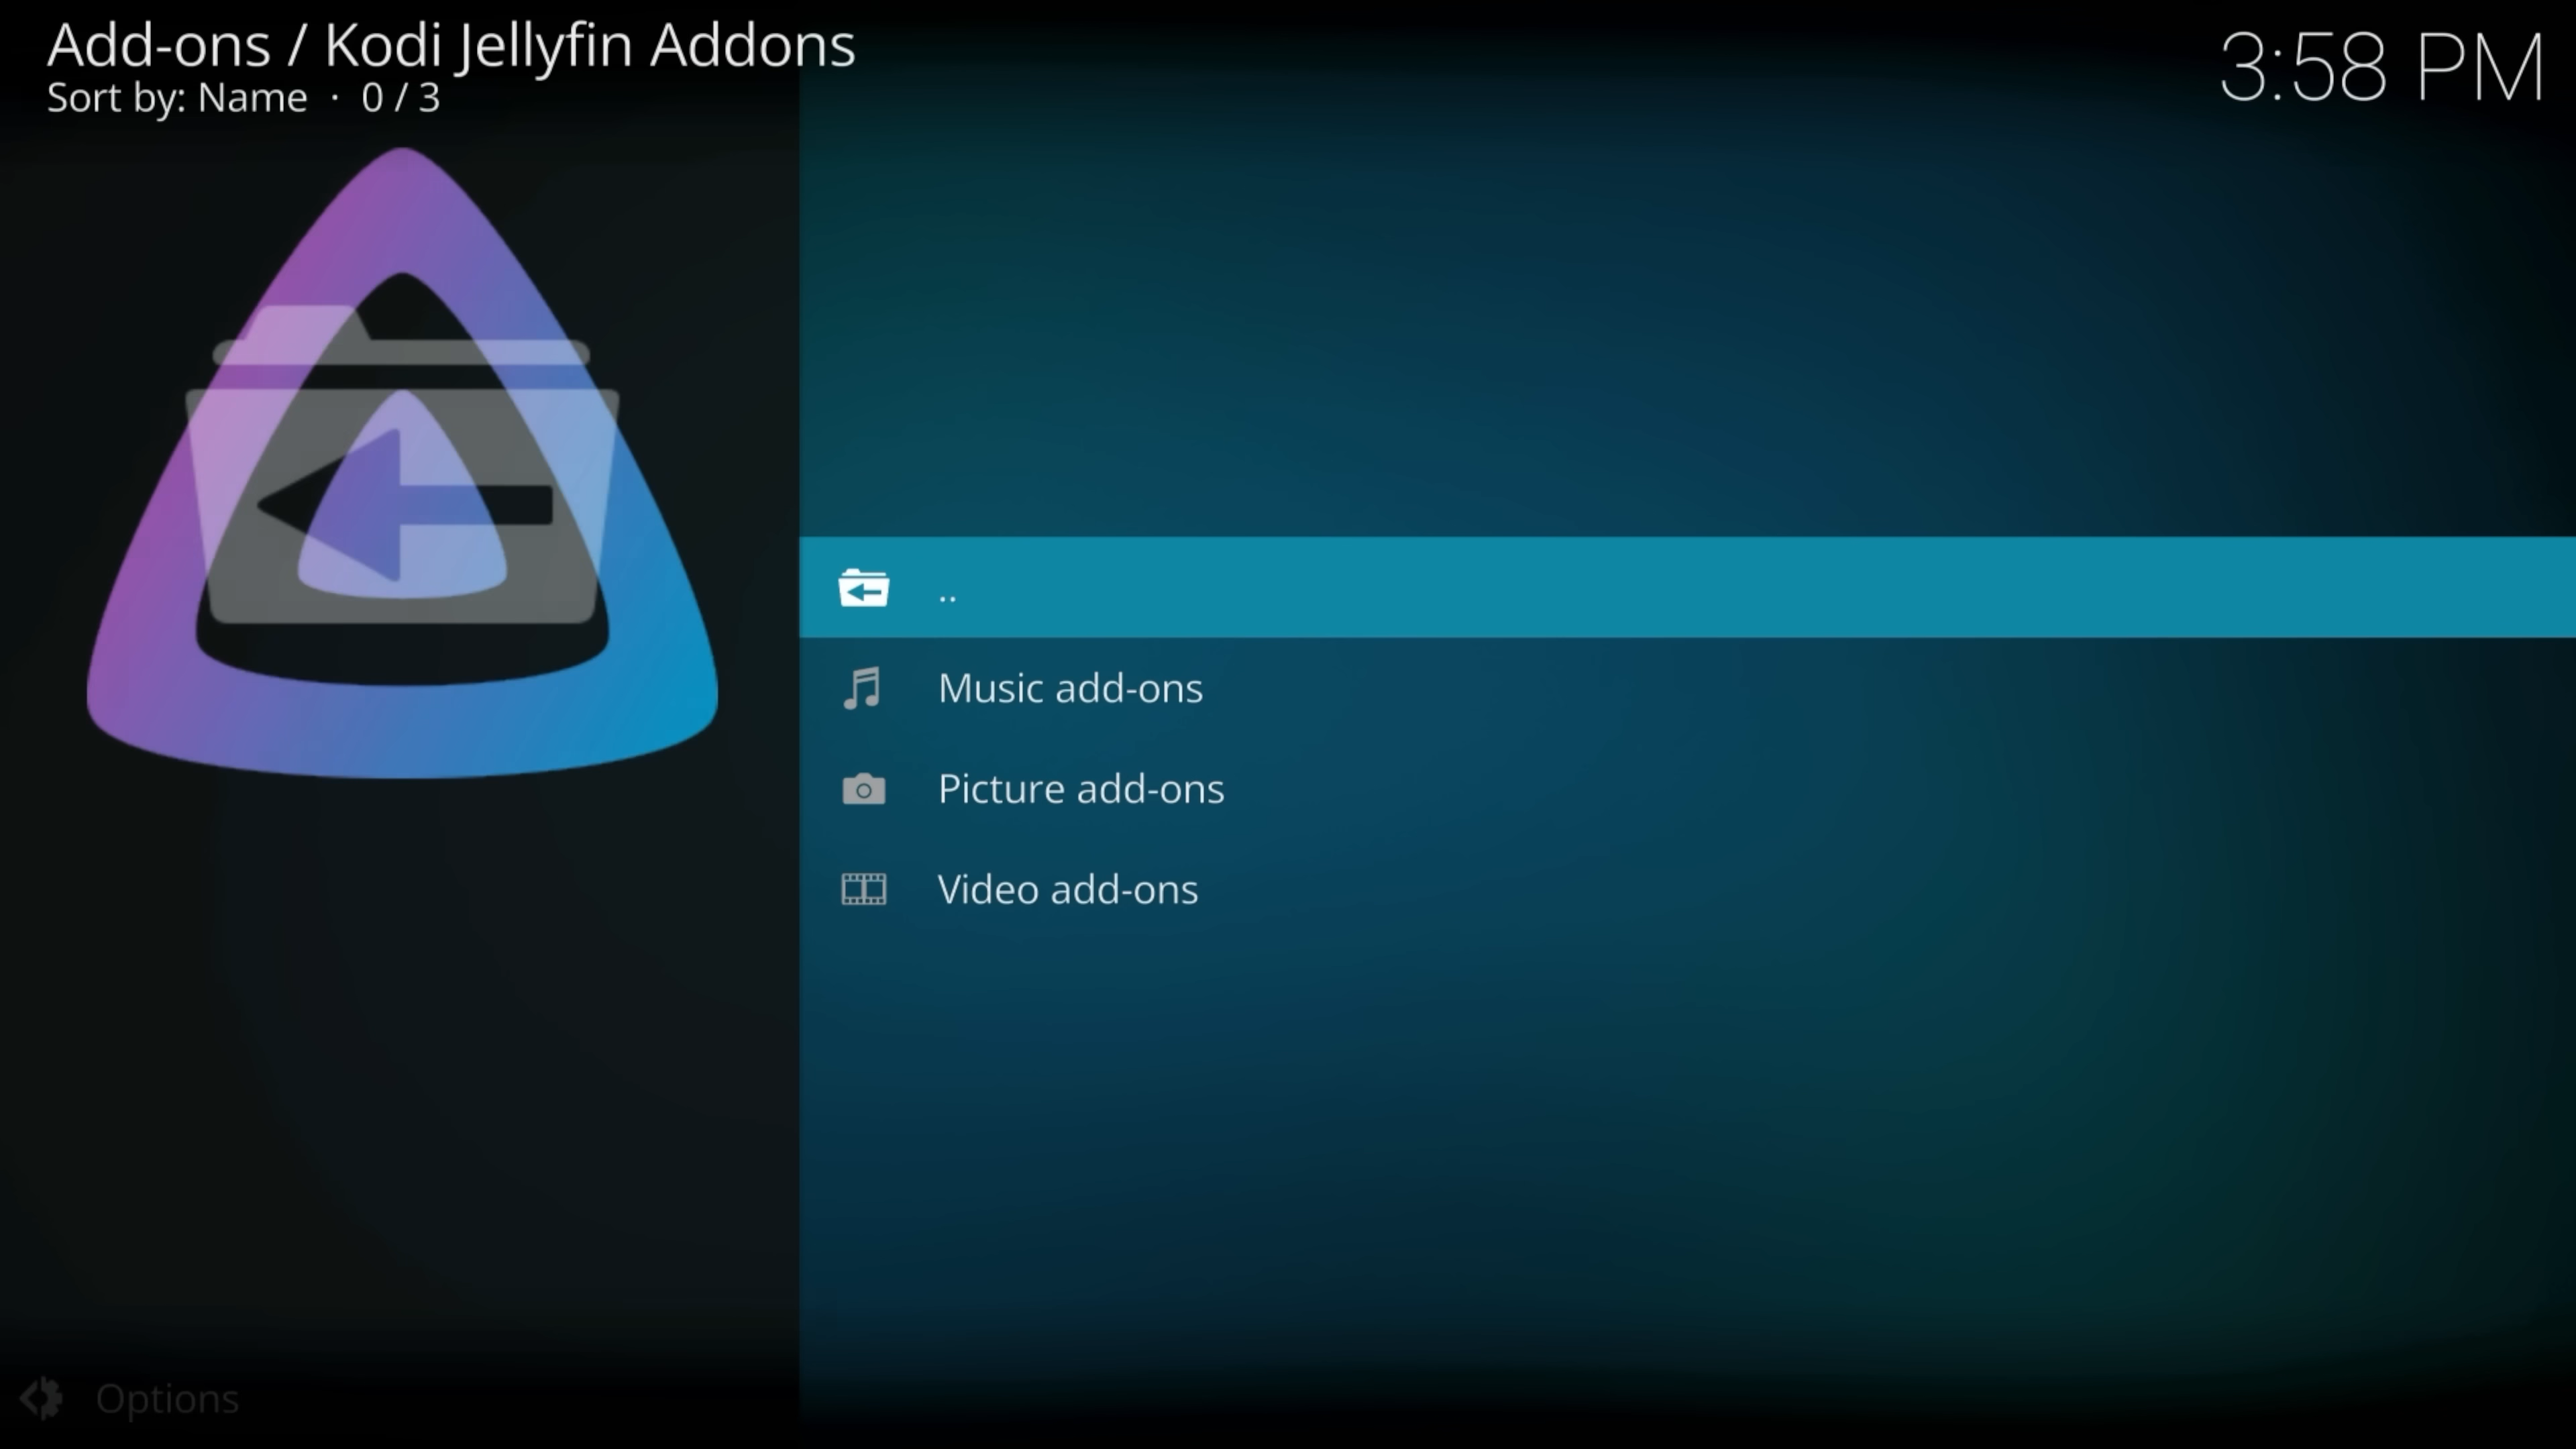 Add-ons / Kodi Jellyfin Addons
Sort by: Name · 0 / 3
3:58 PM
..
Music add-ons
Picture add-ons
Video add-ons
Options